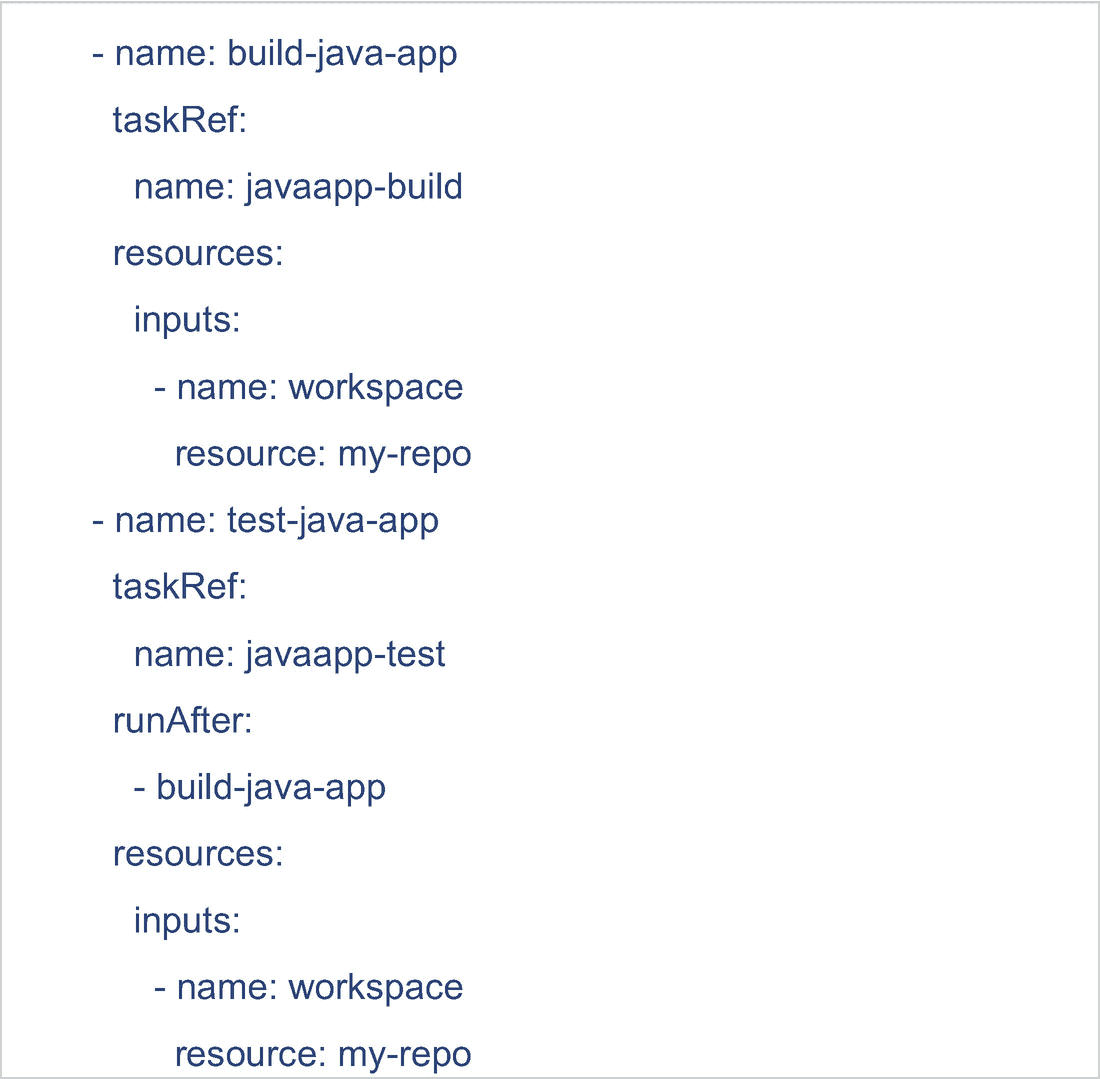 - name: build-java-app
taskRef:
name: javaapp-build
resources:
inputs:
- name: workspace
resource: my-repo
- name: test-java-app
taskRef:
name: javaapp-test
runAfter:
- build-java-app
resources:
inputs:
- name: workspace
resource: my-repo